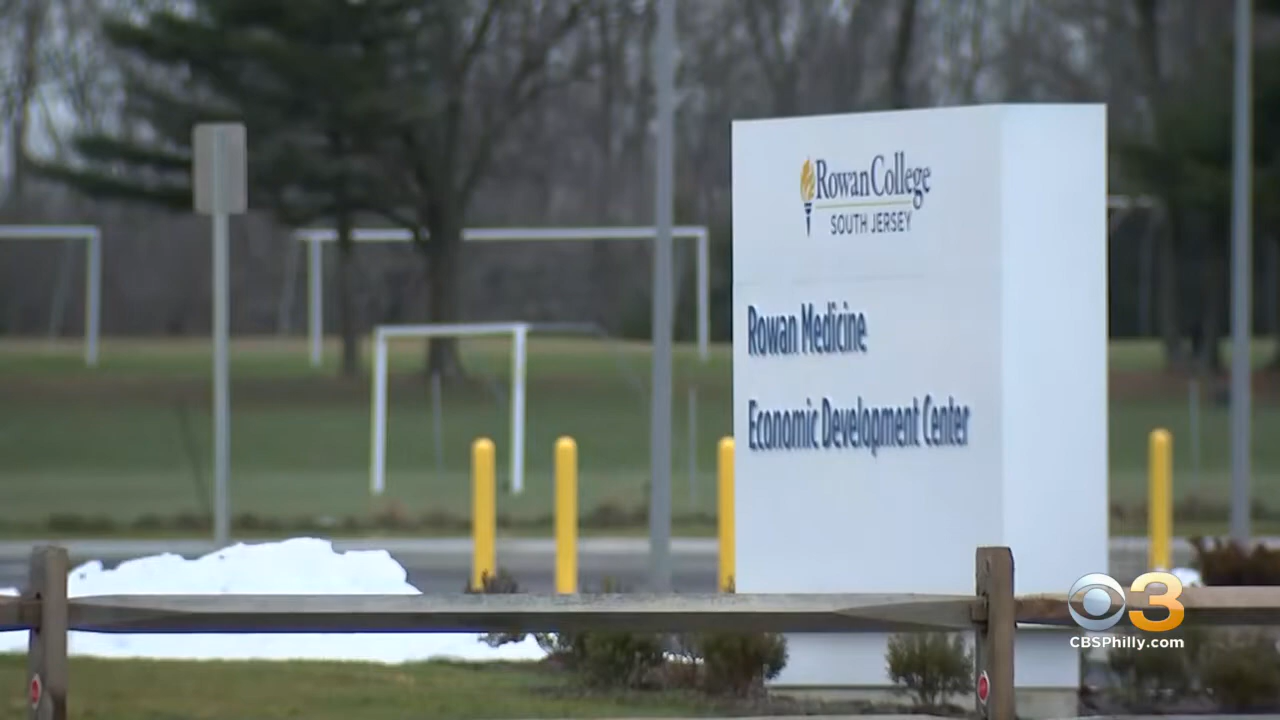 Rowan College
SOUTH JERSEY
Rowan Medicine
Economic Development Center
3
CBSPhilly.com